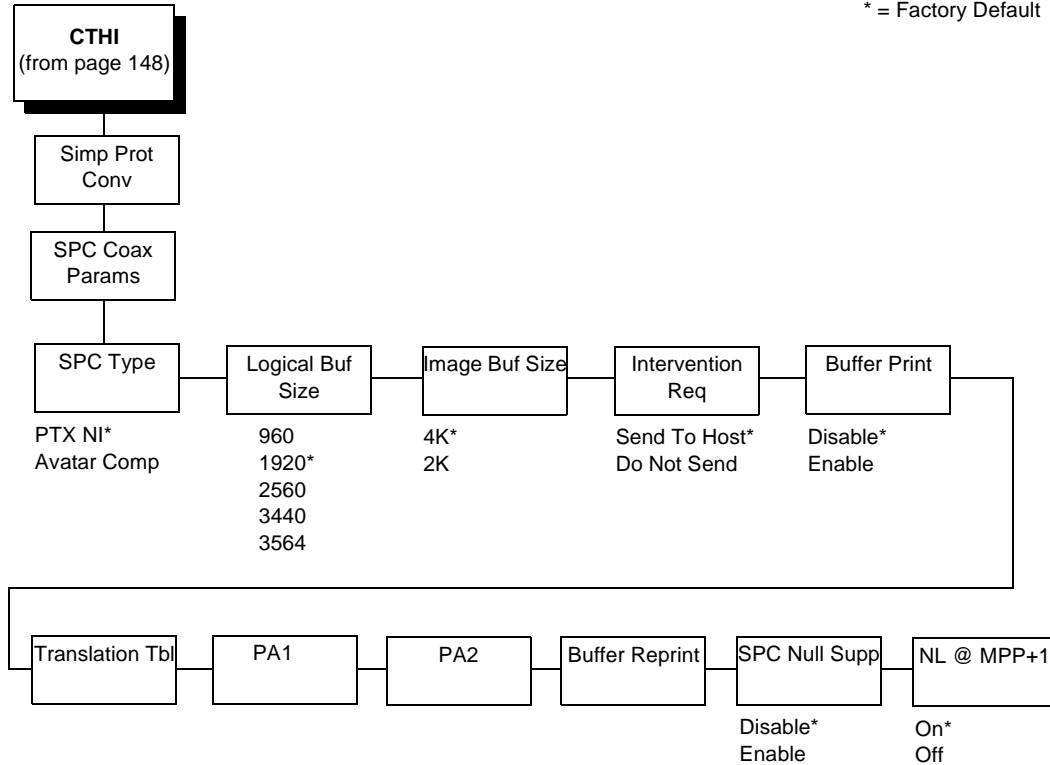 * = Factory Default
CTHI
(from page 148)
Simp Prot
Conv
SPC Coax
Params
SPC Type
PTX NI*
Avatar Comp
Logical Buf
Size
960
1920*
2560
3440
3564
Image Buf Size
4K*
2K
Intervention
Req
Send To Host*
Do Not Send
Buffer Print
Disable*
Enable
Translation Tbl
PA1
PA2
Buffer Reprint
SPC Null Supp
Disable*
Enable
NL @ MPP+1
On*
Off